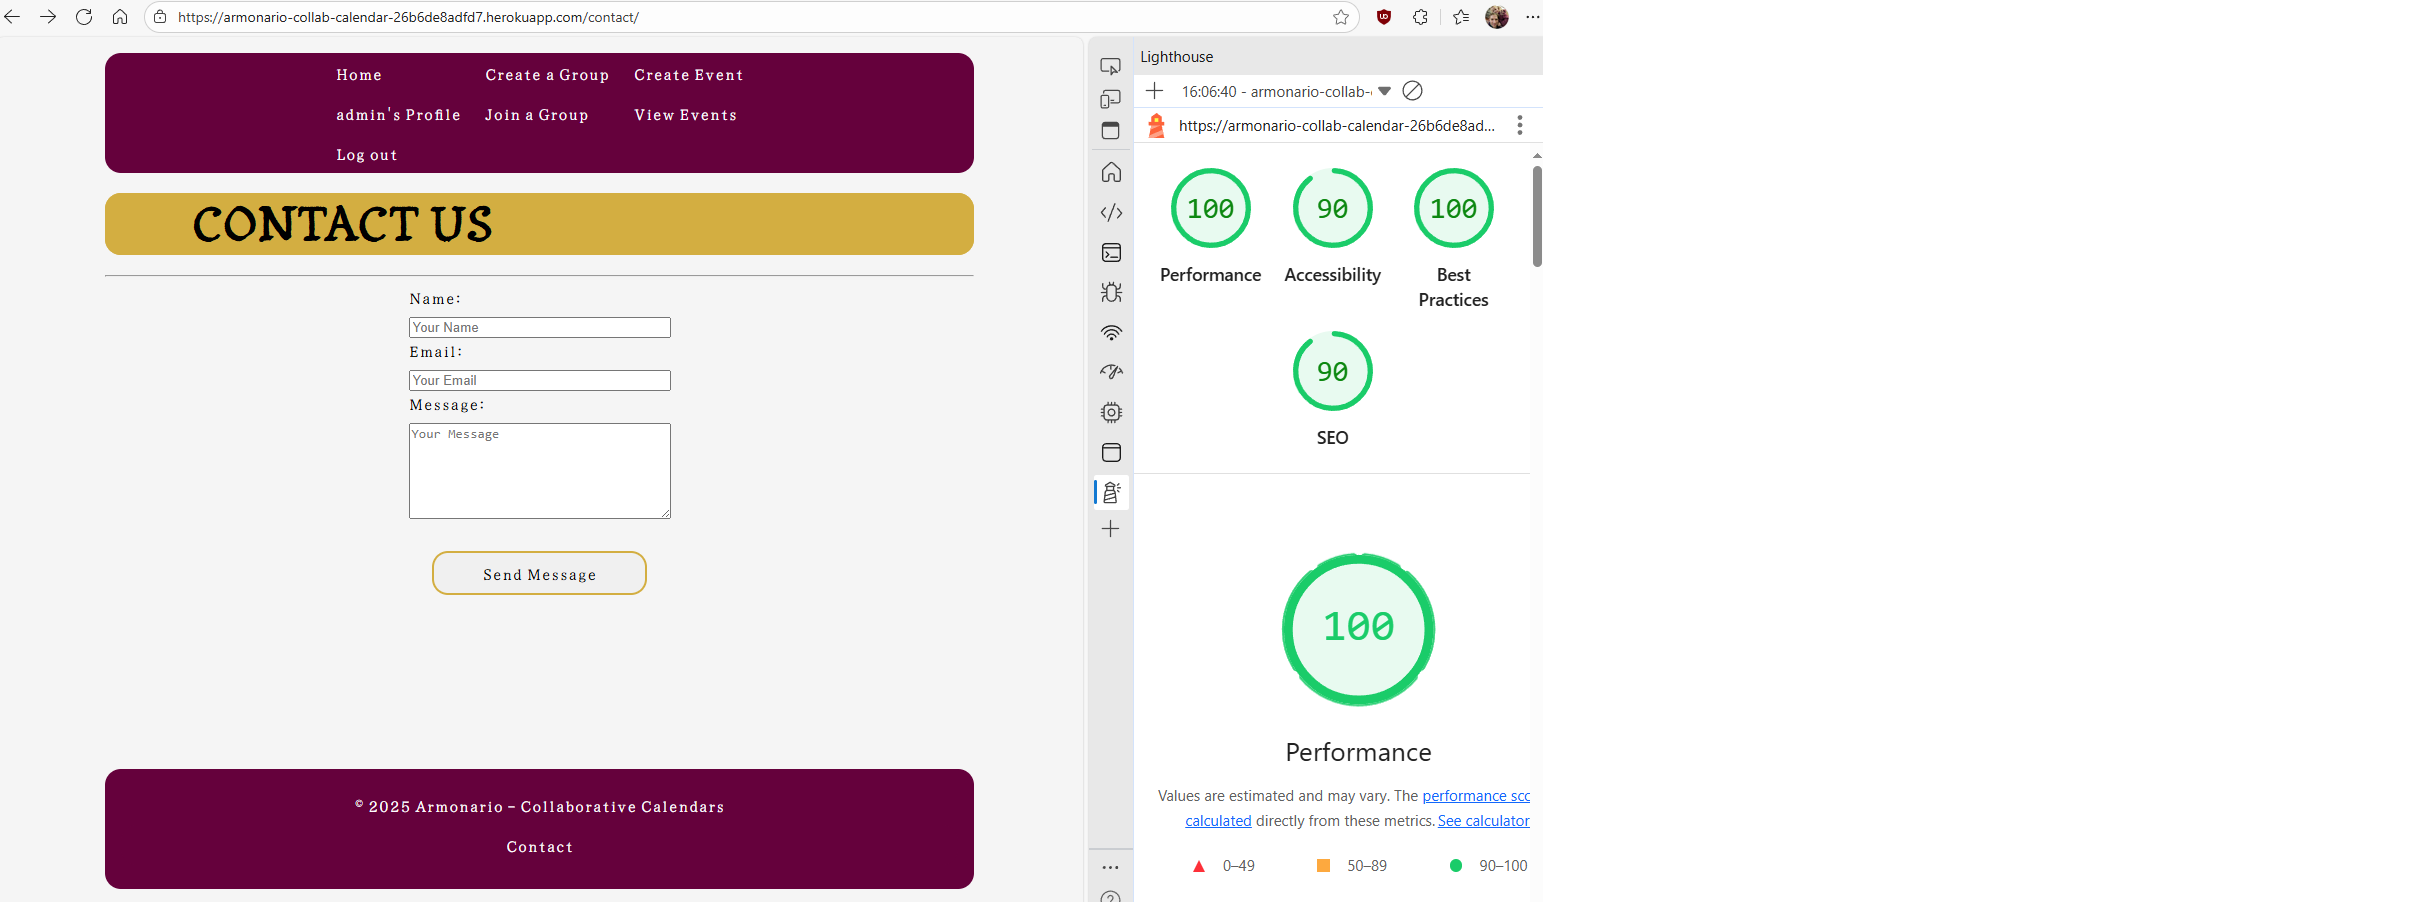 https://armonario-collab-calendar-26b6de8adfd7.herokuapp.com/contact/
Home
Create a Group
Create Event
admin's Profile
Join a Group
View Events
Log out
CONTACT US
Name:
Your Name
Email:
Your Email
Message:
Your Message
Send Message
© 2025 Armonario - Collaborative Calendars
Contact
Lighthouse
16:06:40 - armonario-collab-
https://armonario-collab-calendar-26b6de8ad...
100
90
100
Performance
Accessibility
Best
Practices
90
SEO
100
Performance
Values are estimated and may vary. The performance sco
calculated directly from these metrics. See calculator
0–49
50–89
90–100